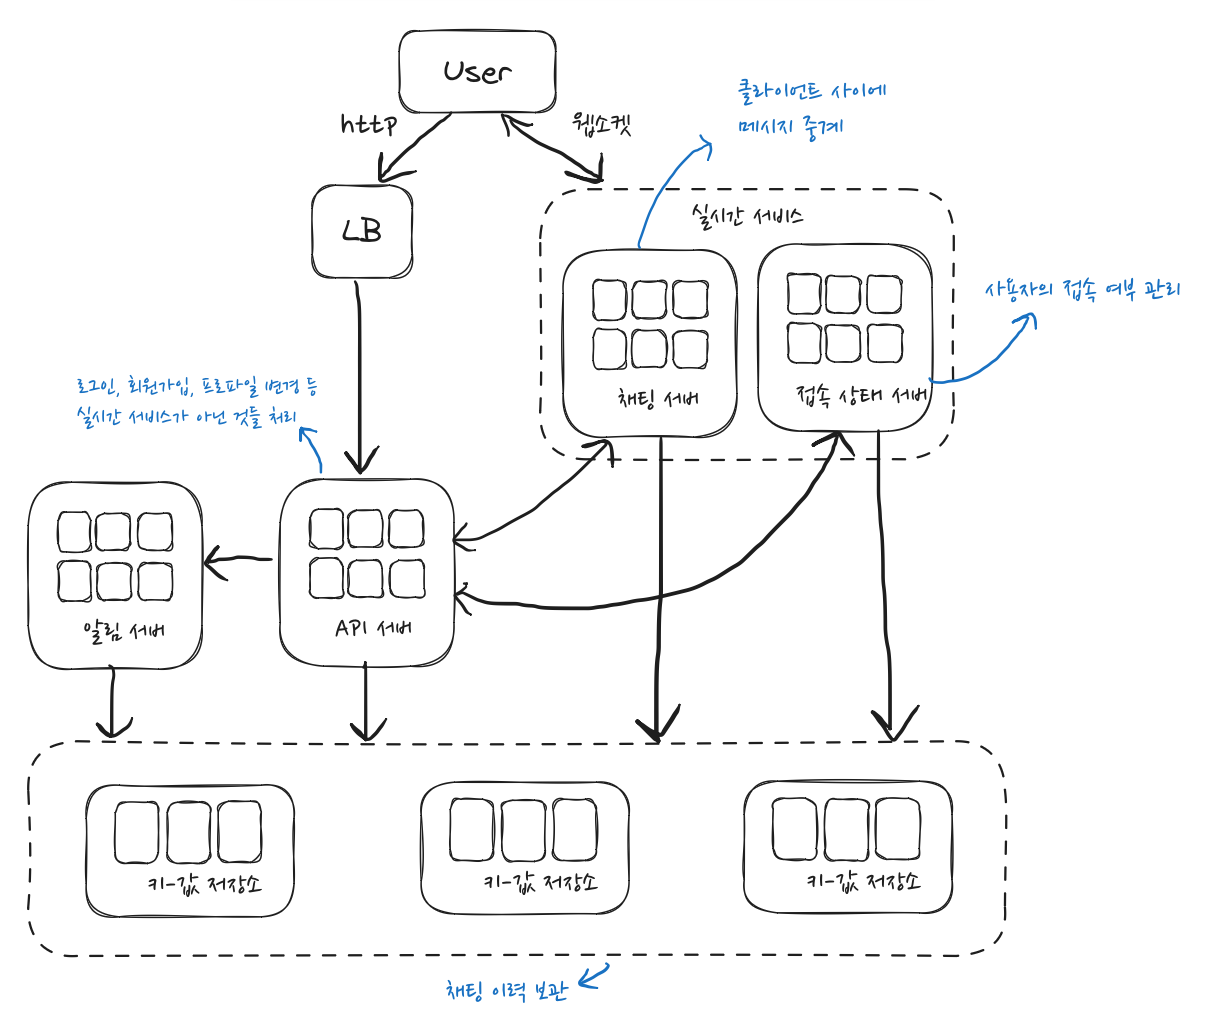 User
http
웹소켓
클라이언트 사이에
메시지 중계
LB
실시간 서비스
채팅 서버
접속 상태 서버
사용자의 접속 여부 관리
로그인, 회원가입, 프로파일 변경 등
실시간 서비스가 아닌 것들 처리
알림 서버
API 서버
키-값 저장소
키-값 저장소
키-값 저장소
채팅 이력 보관